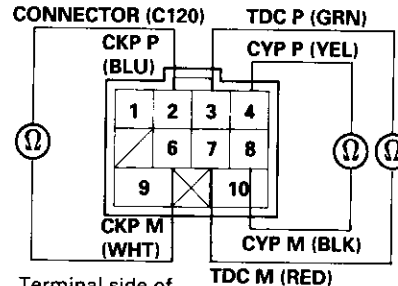 CONNECTOR (C120)
TDC P (GRN)
CKP P
(BLU)
CYP P (YEL)
1 2 3 4
6 7 8
9 10
Ω Ω Ω
CKP M
(WHT)
CYP M (BLK)
Terminal side of
TDC M (RED)